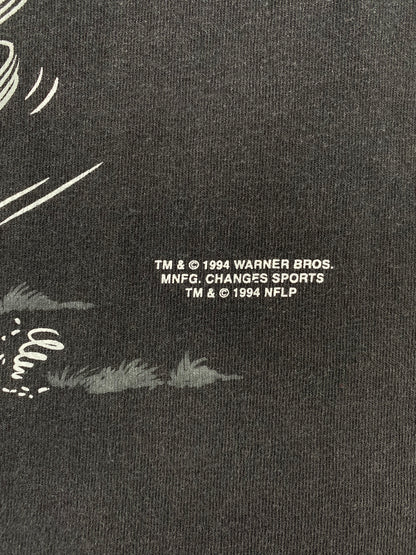 TM & © 1994 WARNER BROS.
MNFG. CHANGES SPORTS
TM & © 1994 NFLP